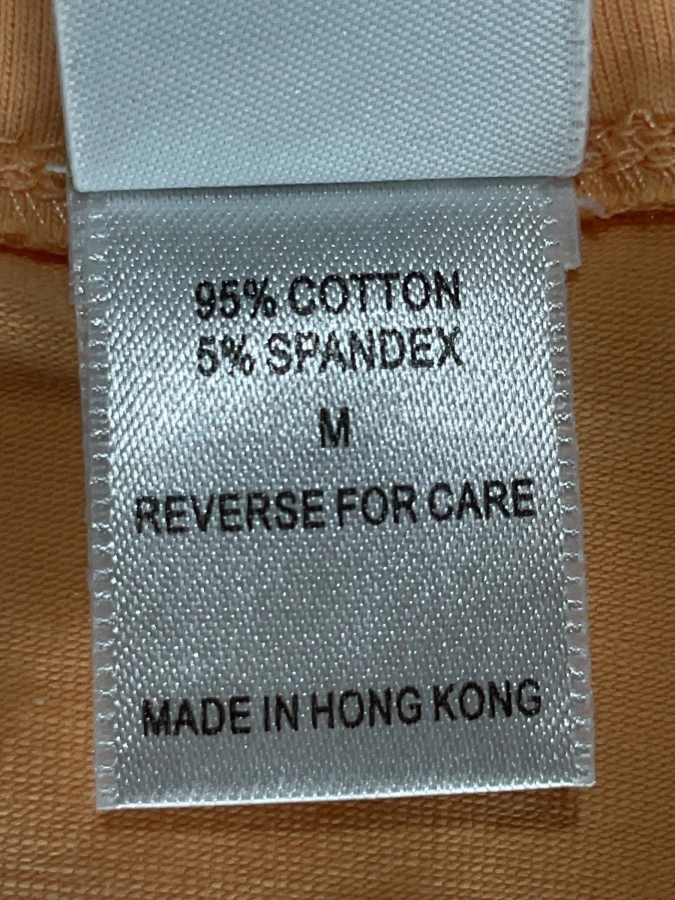 95% COTTON
5% SPANDEX
M
REVERSE FOR CARE
MADE IN HONG KONG